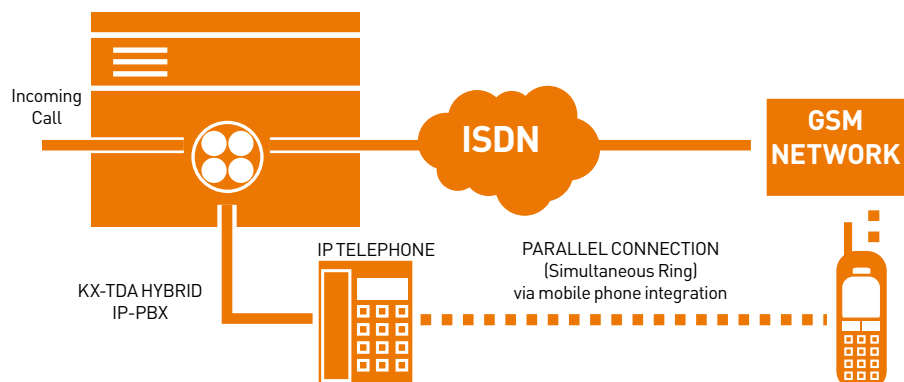 Incoming
Call
ISDN
GSM
NETWORK
IP TELEPHONE
PARALLEL CONNECTION
(Simultaneous Ring)
via mobile phone integration
KX-TDA HYBRID
IP-PBX